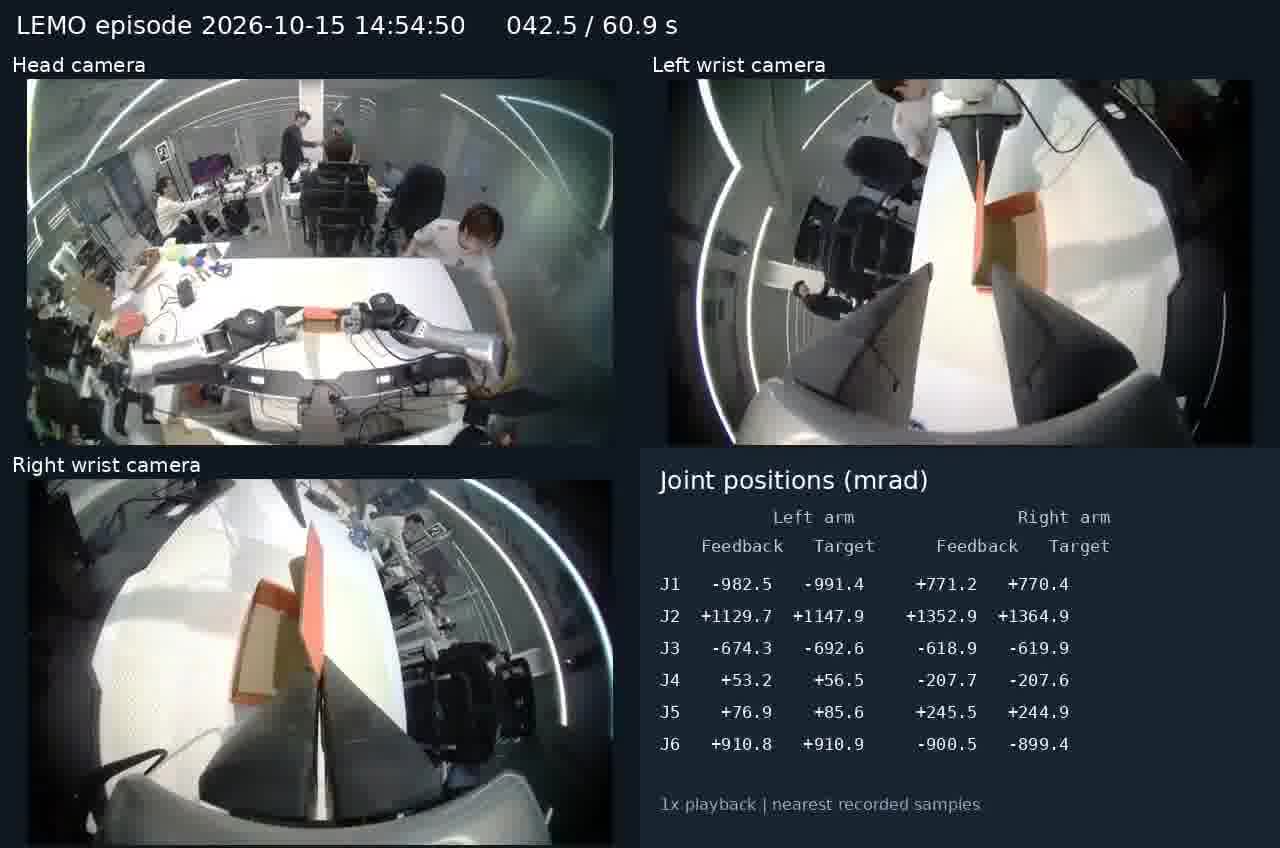 LEMO episode 2026-10-15 14:54:50 042.5 / 60.9 s
Head camera
Left wrist camera
Right wrist camera
Joint positions (mrad)
Left arm Right arm
Feedback Target Feedback Target
J1 -982.5 -991.4 +771.2 +770.4
J2 +1129.7 +1147.9 +1352.9 +1364.9
J3 -674.3 -692.6 -618.9 -619.9
J4 +53.2 +56.5 -207.7 -207.6
J5 +76.9 +85.6 +245.5 +244.9
J6 +910.8 +910.9 -900.5 -899.4
1x playback | nearest recorded samples